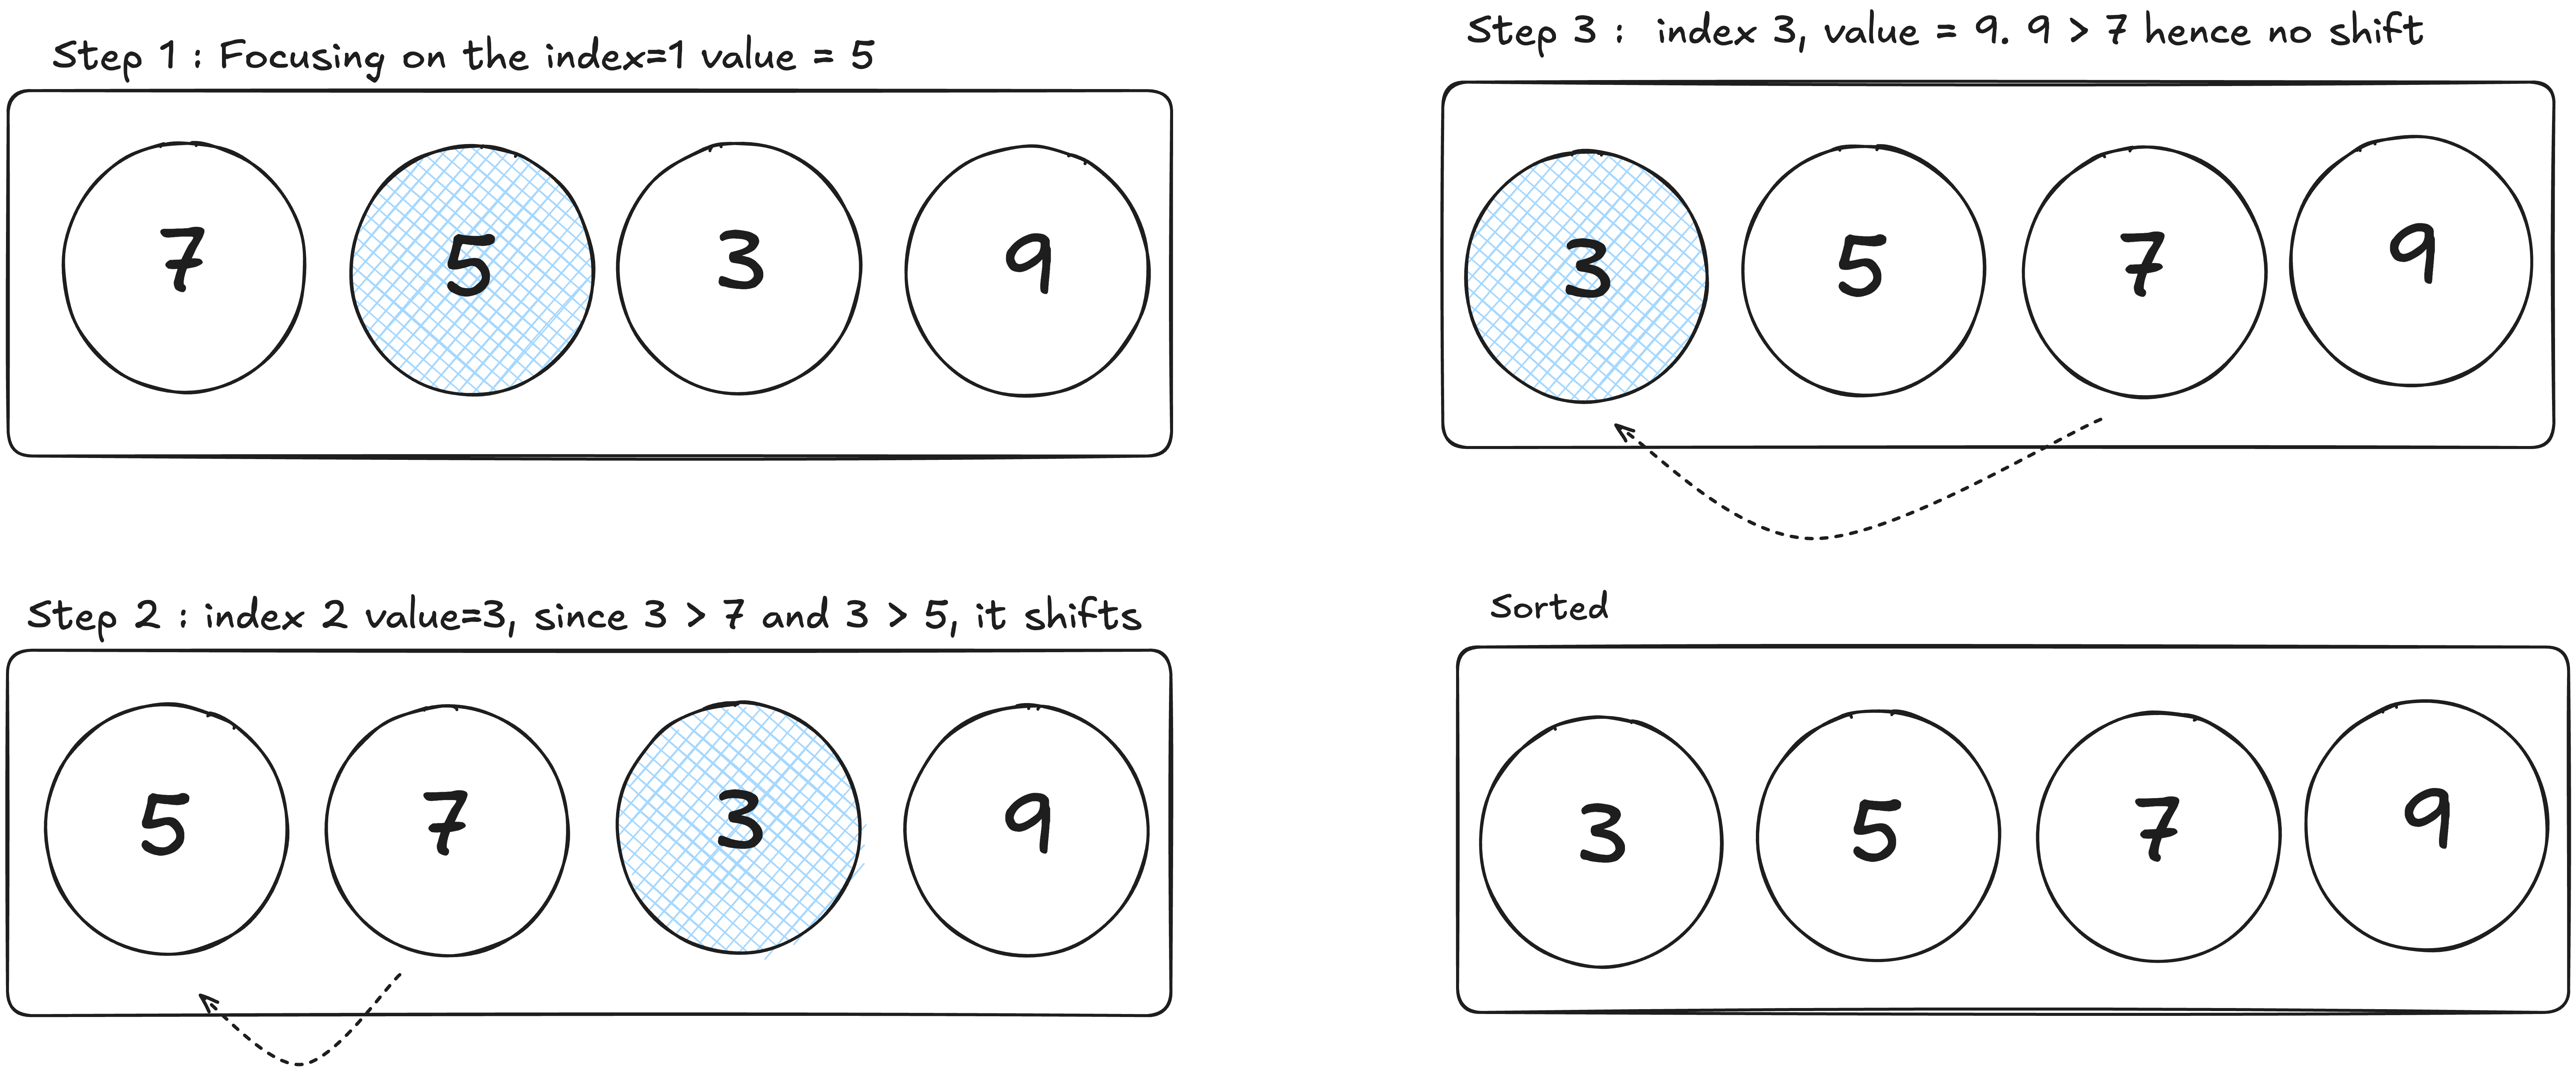 Step 1 : Focusing on the index=1 value = 5
7 5 3 9
Step 2 : index 2 value=3, since 3 > 7 and 3 > 5, it shifts
5 7 3 9
Step 3 : index 3, value = 9. 9 > 7 hence no shift
3 5 7 9
Sorted
3 5 7 9